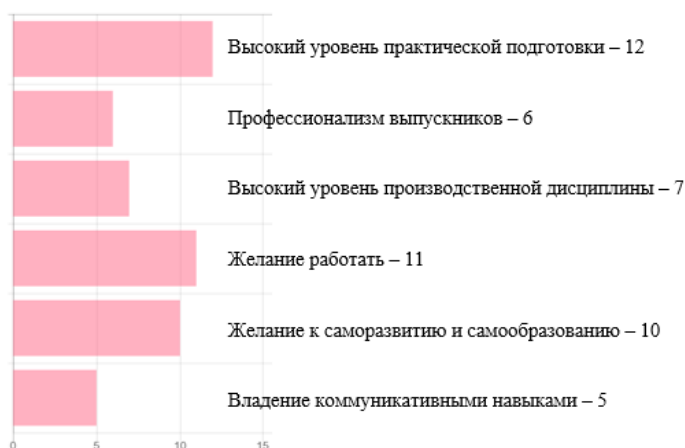 Высокий уровень практической подготовки – 12
Профессионализм выпускников – 6
Высокий уровень производственной дисциплины – 7
Желание работать – 11
Желание к саморазвитию и самообразованию – 10
Владение коммуникативными навыками – 5
0 5 10 15